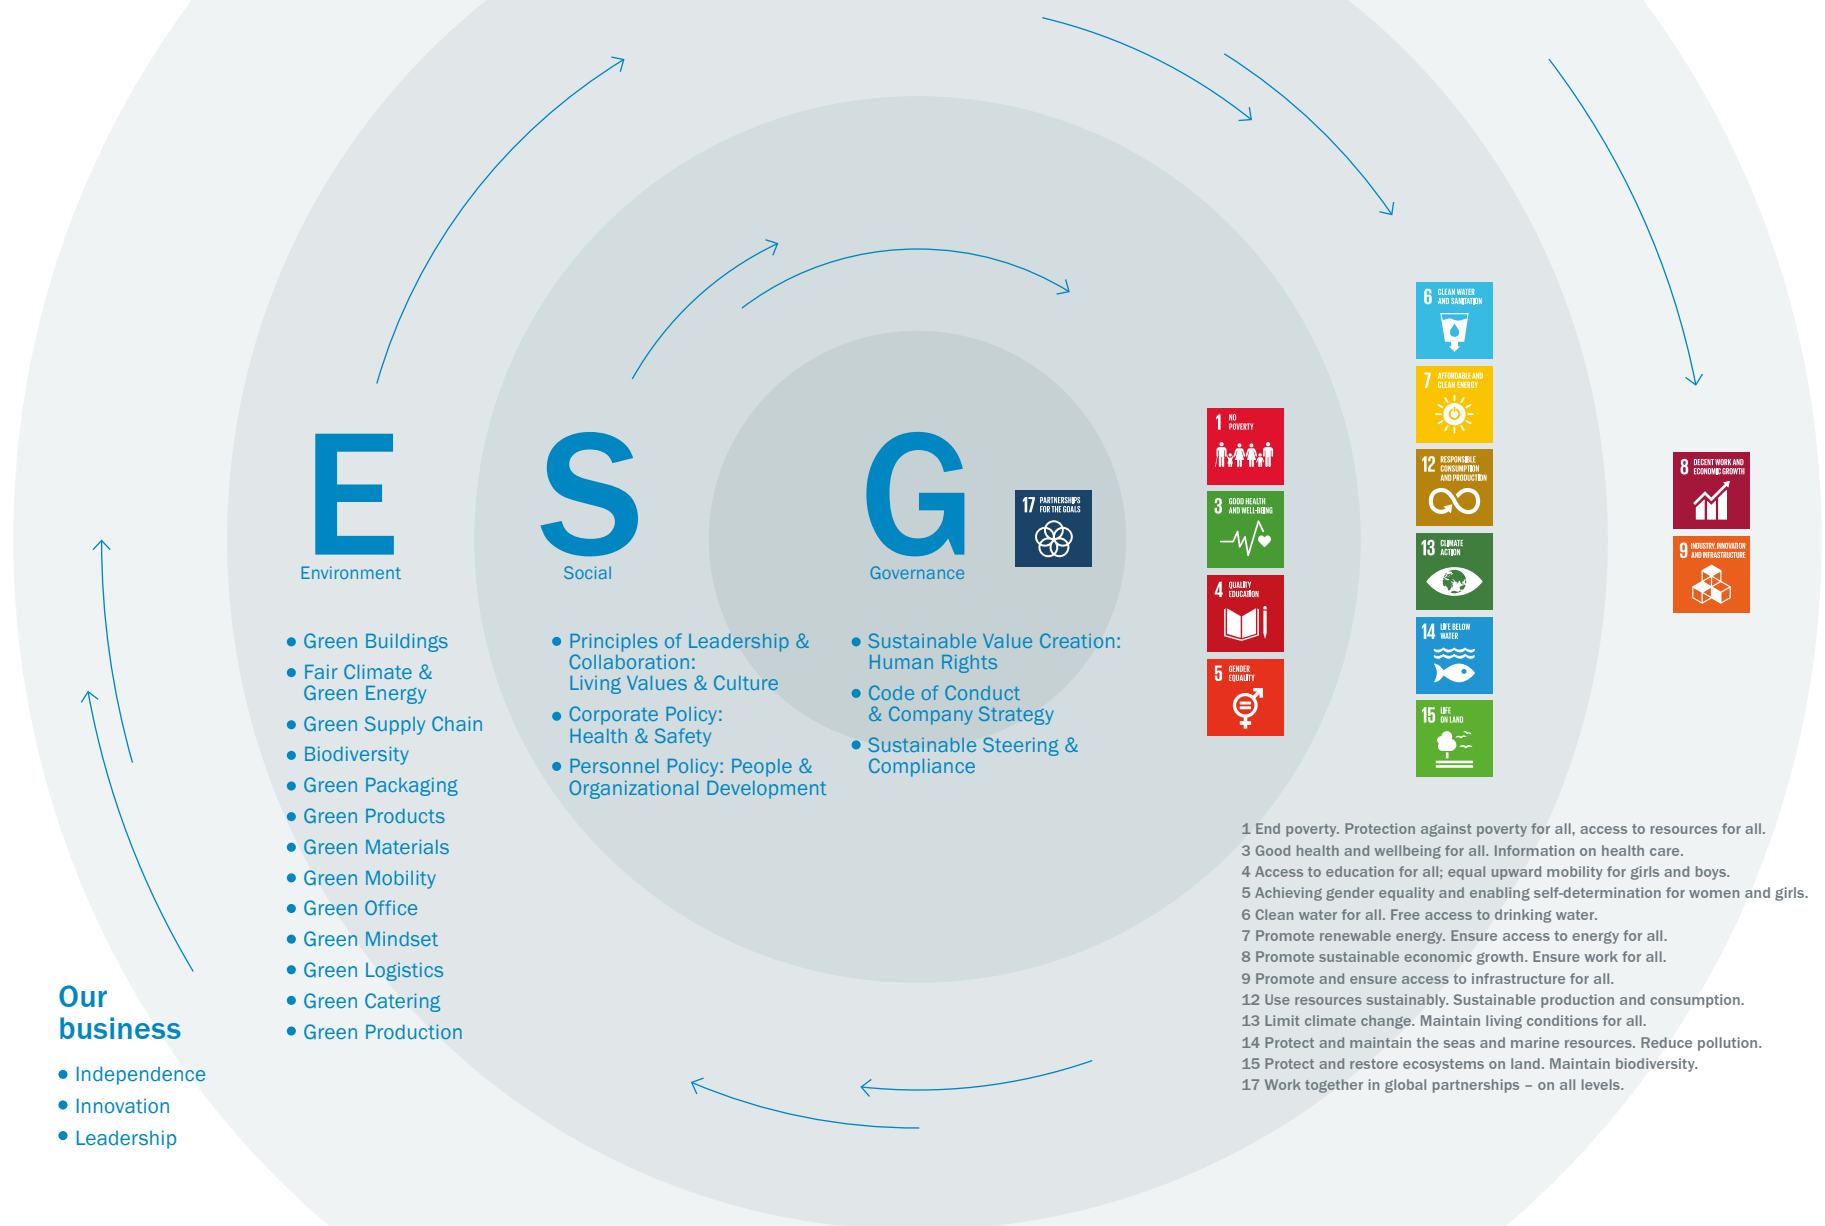 E
Environment
Green Buildings
Fair Climate &
Green Energy
Green Supply Chain
Biodiversity
Green Packaging
Green Products
Green Materials
Green Mobility
Green Office
Green Mindset
Green Logistics
Green Catering
Green Production
S
Social
Principles of Leadership &
Collaboration:
Living Values & Culture
Corporate Policy:
Health & Safety
Personnel Policy: People &
Organizational Development
G
Governance
Sustainable Value Creation:
Human Rights
Code of Conduct
& Company Strategy
Sustainable Steering &
Compliance
17 PARTNERSHIPS
FOR THE GOALS
1 NO
POVERTY
3 GOOD HEALTH
AND WELL-BEING
4 QUALITY
EDUCATION
5 GENDER
EQUALITY
6 CLEAN WATER
AND SANITATION
7 AFFORDABLE AND
CLEAN ENERGY
12 RESPONSIBLE
CONSUMPTION
AND PRODUCTION
13 CLIMATE
ACTION
14 LIFE BELOW
WATER
15 LIFE
ON LAND
8 DECENT WORK AND
ECONOMIC GROWTH
9 INDUSTRY, INNOVATION
AND INFRASTRUCTURE
Our
business
Independence
Innovation
Leadership
1 End poverty. Protection against poverty for all, access to resources for all.
3 Good health and wellbeing for all. Information on health care.
4 Access to education for all; equal upward mobility for girls and boys.
5 Achieving gender equality and enabling self-determination for women and girls.
6 Clean water for all. Free access to drinking water.
7 Promote renewable energy. Ensure access to energy for all.
8 Promote sustainable economic growth. Ensure work for all.
9 Promote and ensure access to infrastructure for all.
12 Use resources sustainably. Sustainable production and consumption.
13 Limit climate change. Maintain living conditions for all.
14 Protect and maintain the seas and marine resources. Reduce pollution.
15 Protect and restore ecosystems on land. Maintain biodiversity.
17 Work together in global partnerships – on all levels.